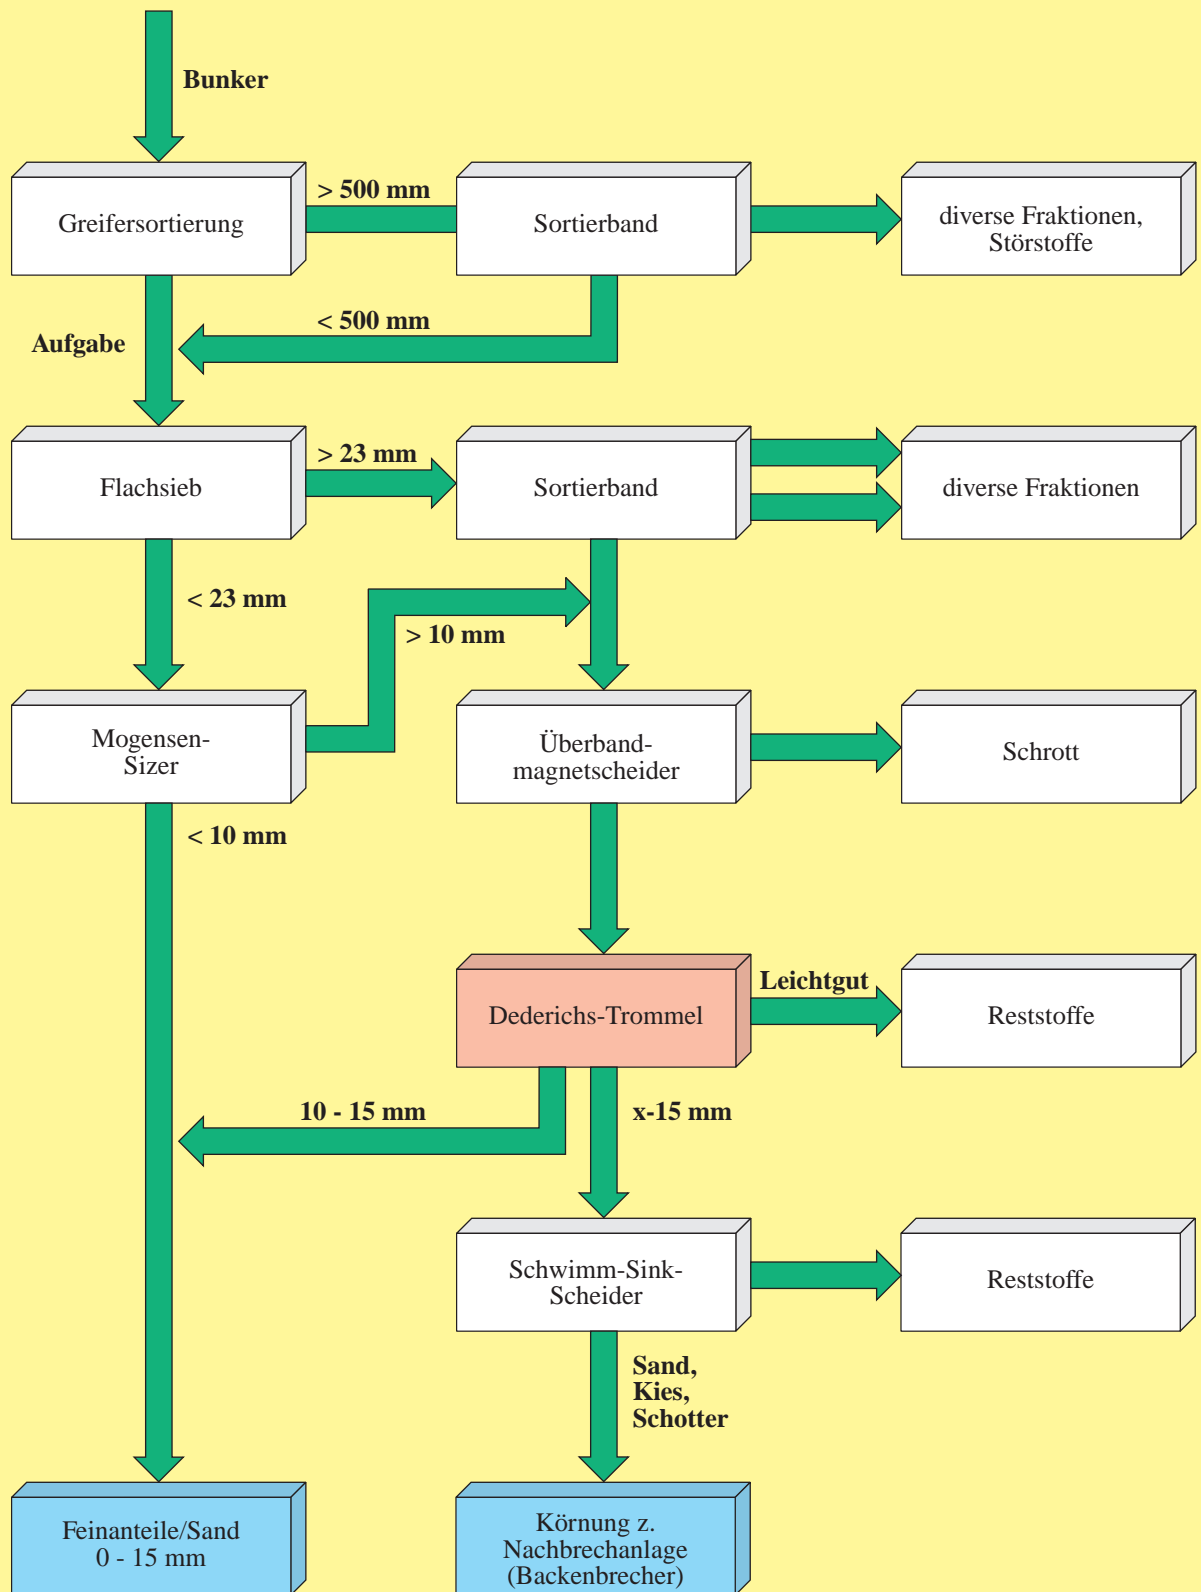 Bunker
Greifersortierung
> 500 mm
Sortierband
diverse Fraktionen,
Störstoffe
< 500 mm
Aufgabe
Flachsieb
> 23 mm
Sortierband
diverse Fraktionen
< 23 mm
> 10 mm
Mogensen-
Sizer
Überband-
magnetscheider
Schrott
< 10 mm
Dederichs-Trommel
Leichtgut
Reststoffe
10 - 15 mm
x-15 mm
Schwimm-Sink-
Scheider
Reststoffe
Sand,
Kies,
Schotter
Feinanteile/Sand
0 - 15 mm
Körnung z.
Nachbrechanlage
(Backenbrecher)